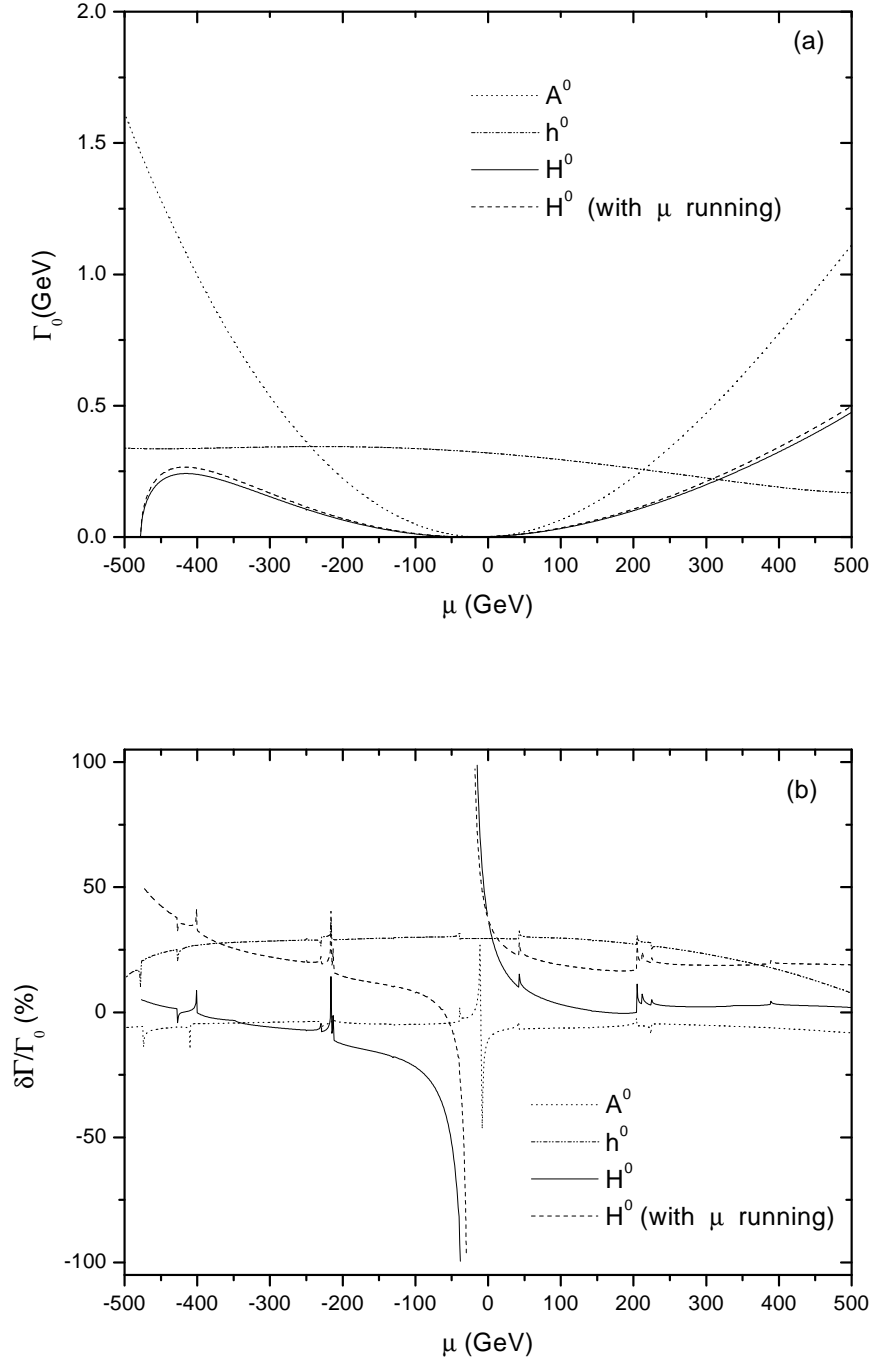 (a)
2.0
1.5
1.0
0.5
0.0
Γ₀(GeV)
A⁰
h⁰
H⁰
H⁰ (with μ running)
-500 -400 -300 -200 -100 0 100 200 300 400 500
μ (GeV)
(b)
100
50
0
-50
-100
δΓ/Γ₀ (%)
A⁰
h⁰
H⁰
H⁰ (with μ running)
-500 -400 -300 -200 -100 0 100 200 300 400 500
μ (GeV)